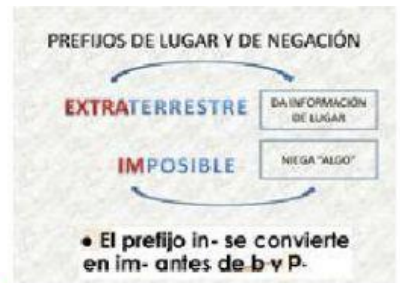 PREFIJOS DE LUGAR Y DE NEGACIÓN
EXTRATERRESTRE
DA INFORMACIÓN
DE LUGAR
IMPOSIBLE
NIEGA "ALGO"
• El prefijo in- se convierte
en im- antes de b y p.